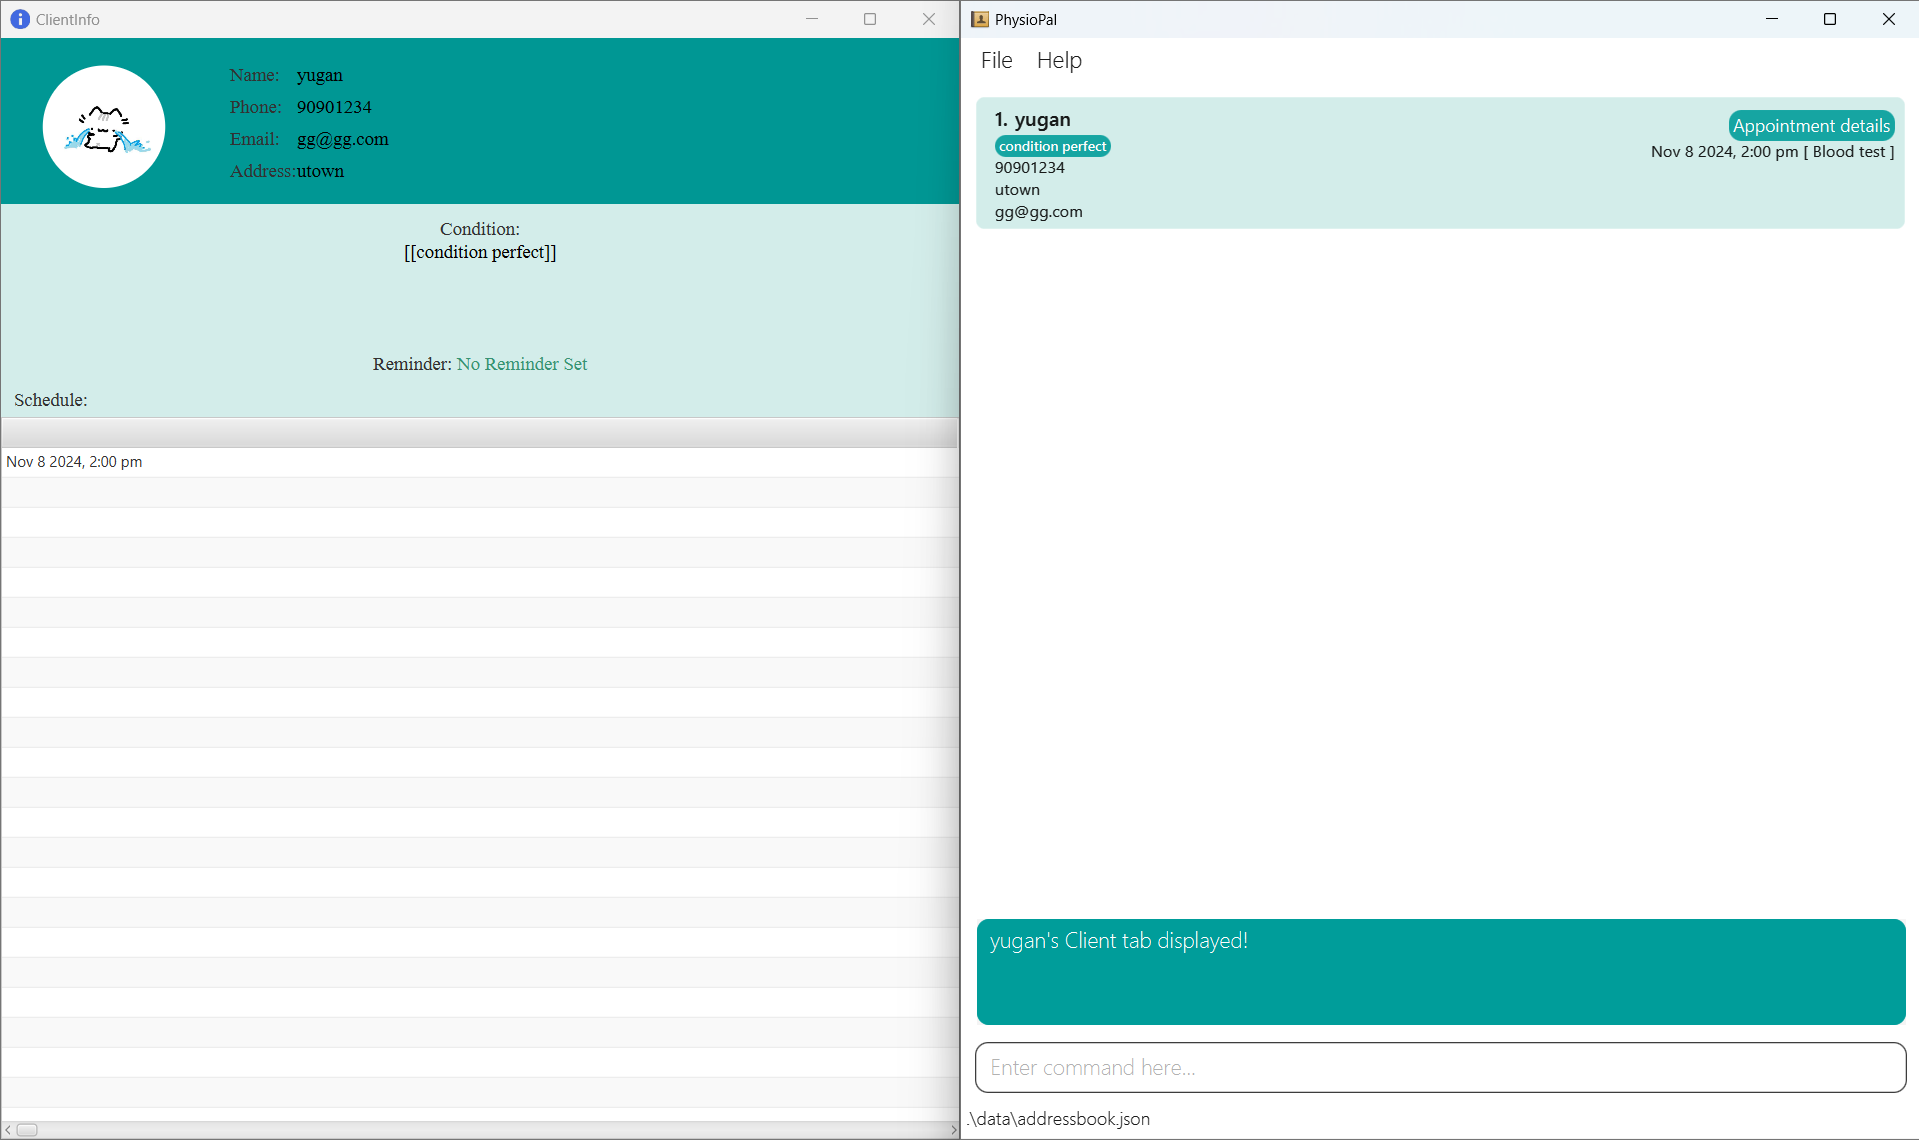 ClientInfo
Name: yugan
Phone: 90901234
Email: gg@gg.com
Address:utown
Condition:
[[condition perfect]]
Reminder: No Reminder Set
Schedule:
Nov 8 2024, 2:00 pm
PhysioPal
File Help
1. yugan
condition perfect
90901234
utown
gg@gg.com
Appointment details
Nov 8 2024, 2:00 pm [ Blood test ]
yugan's Client tab displayed!
Enter command here...
.\data\addressbook.json